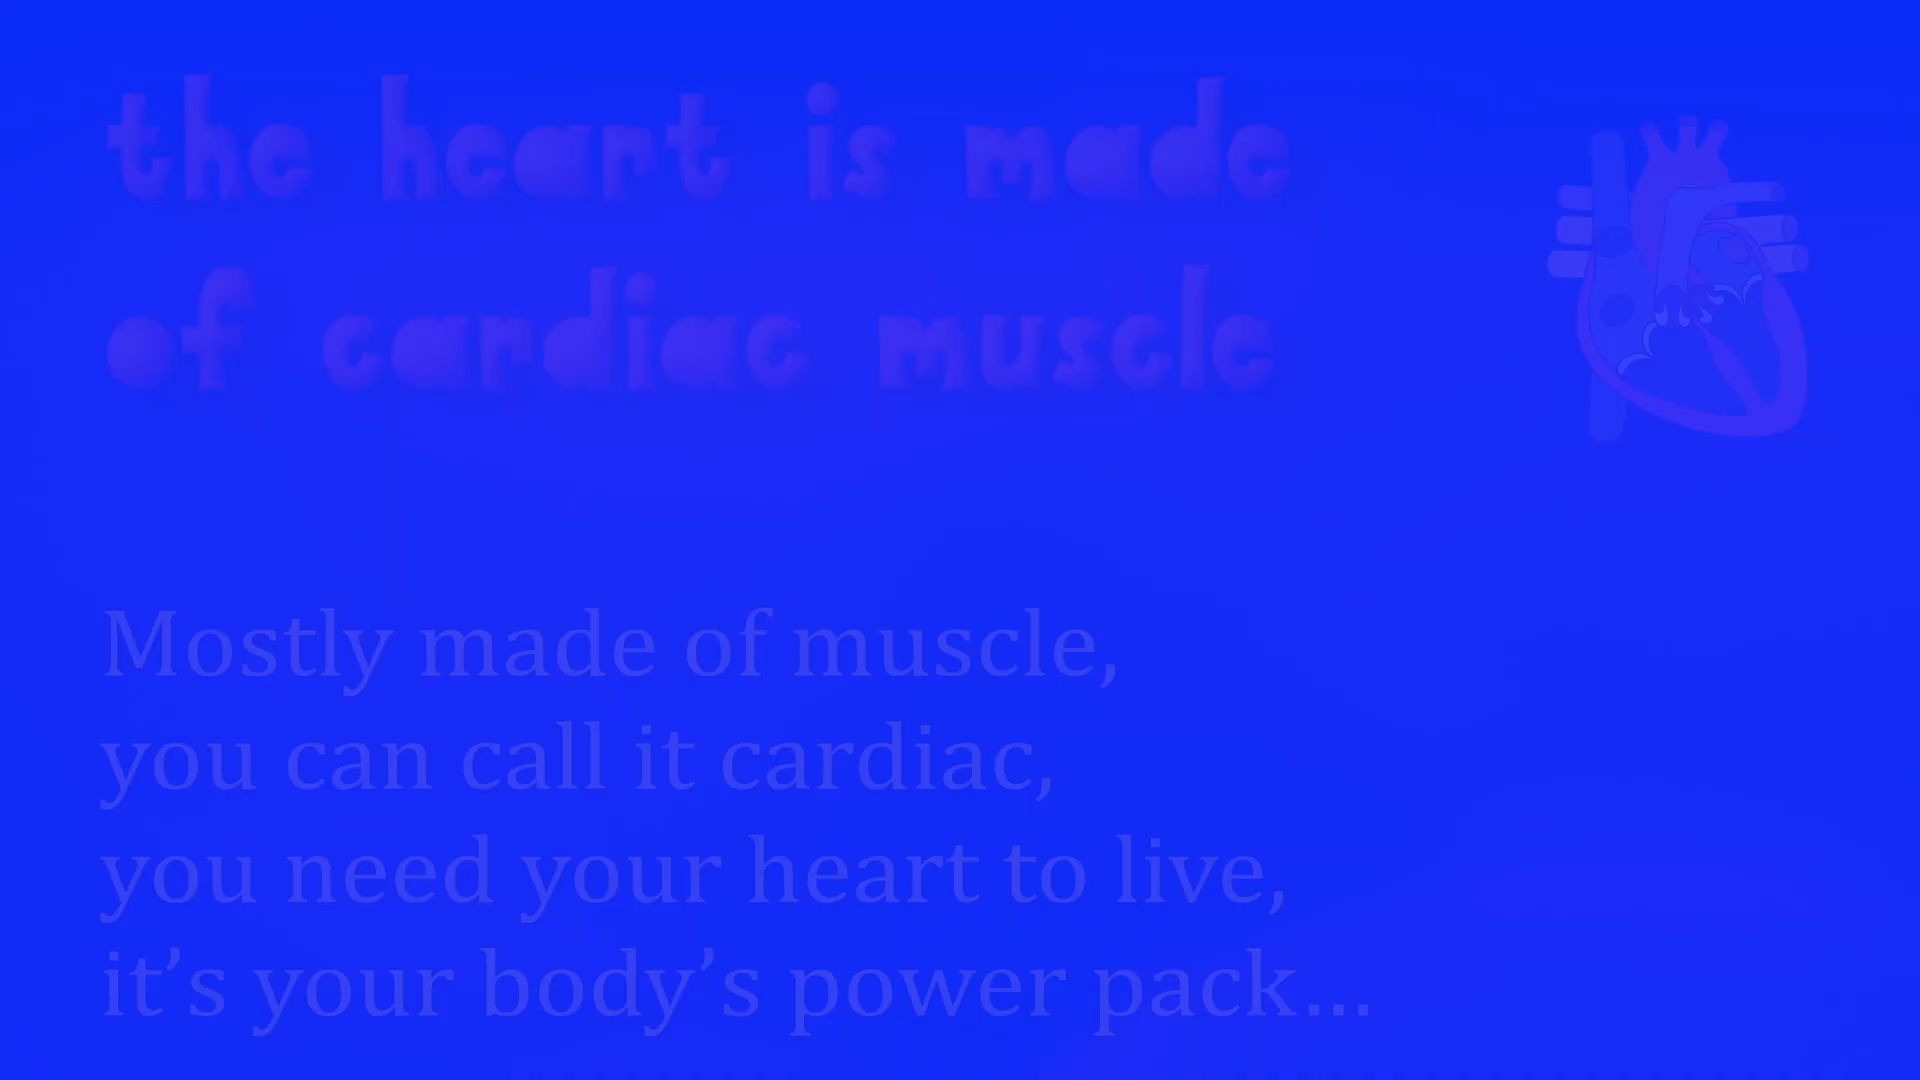 the heart is made
of cardiac muscle
Mostly made of muscle,
you can call it cardiac,
you need your heart to live,
it’s your body’s power pack…